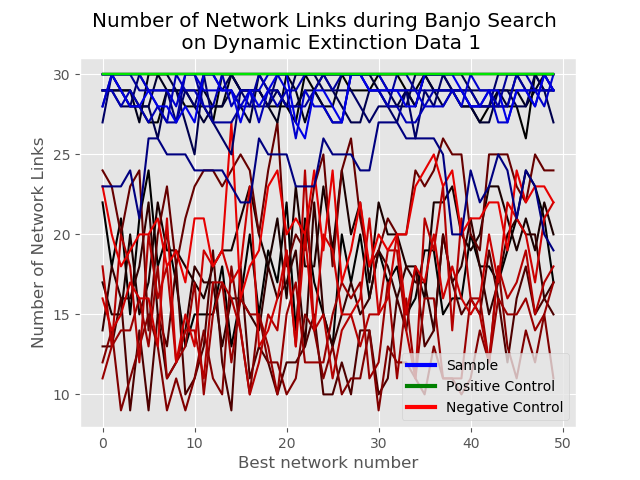 Number of Network Links during Banjo Search
on Dynamic Extinction Data 1
Number of Network Links
30
25
20
15
10
0
10
20
30
40
50
Best network number
Sample
Positive Control
Negative Control